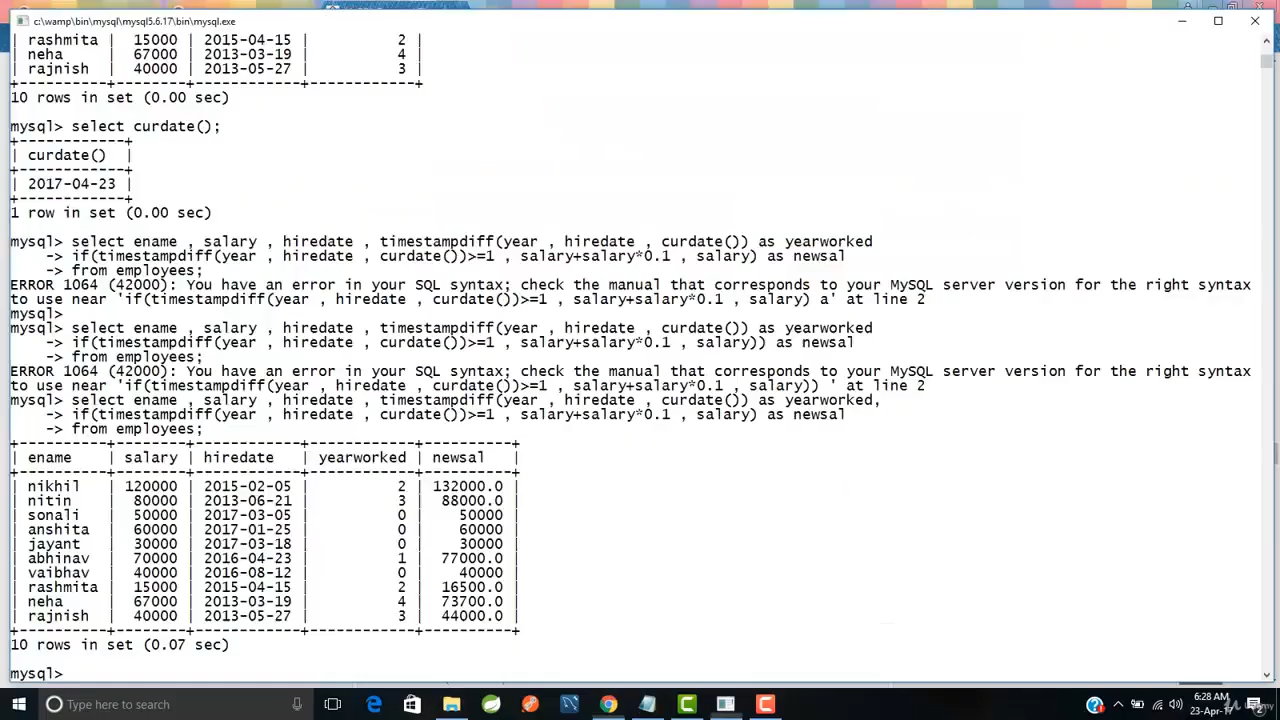 c:\wamp\bin\mysql\mysql5.6.17\bin\mysql.exe
| rashmita | 15000 | 2015-04-15 | 2 |
| neha | 67000 | 2013-03-19 | 4 |
| rajnish | 40000 | 2013-05-27 | 3 |
+----------+--------+------------+------------+
10 rows in set (0.00 sec)
mysql> select curdate();
+------------+
| curdate() |
+------------+
| 2017-04-23 |
+------------+
1 row in set (0.00 sec)
mysql> select ename , salary , hiredate , timestampdiff(year , hiredate , curdate()) as yearworked
-> if(timestampdiff(year , hiredate , curdate())>=1 , salary+salary*0.1 , salary) as newsal
-> from employees;
ERROR 1064 (42000): You have an error in your SQL syntax; check the manual that corresponds to your MySQL server version for the right syntax
to use near 'if(timestampdiff(year , hiredate , curdate())>=1 , salary+salary*0.1 , salary) a' at line 2
mysql>
mysql> select ename , salary , hiredate , timestampdiff(year , hiredate , curdate()) as yearworked
-> if(timestampdiff(year , hiredate , curdate())>=1 , salary+salary*0.1 , salary)) as newsal
-> from employees;
ERROR 1064 (42000): You have an error in your SQL syntax; check the manual that corresponds to your MySQL server version for the right syntax
to use near 'if(timestampdiff(year , hiredate , curdate())>=1 , salary+salary*0.1 , salary)) ' at line 2
mysql> select ename , salary , hiredate , timestampdiff(year , hiredate , curdate()) as yearworked,
-> if(timestampdiff(year , hiredate , curdate())>=1 , salary+salary*0.1 , salary) as newsal
-> from employees;
+----------+--------+------------+------------+----------+
| ename | salary | hiredate | yearworked | newsal |
+----------+--------+------------+------------+----------+
| nikhil | 120000 | 2015-02-05 | 2 | 132000.0 |
| nitin | 80000 | 2013-06-21 | 3 | 88000.0 |
| sonali | 50000 | 2017-03-05 | 0 | 50000 |
| anshita | 60000 | 2017-01-25 | 0 | 60000 |
| jayant | 30000 | 2017-03-18 | 0 | 30000 |
| abhinav | 70000 | 2016-04-23 | 1 | 77000.0 |
| vaibhav | 40000 | 2016-08-12 | 0 | 40000 |
| rashmita | 15000 | 2015-04-15 | 2 | 16500.0 |
| neha | 67000 | 2013-03-19 | 4 | 73700.0 |
| rajnish | 40000 | 2013-05-27 | 3 | 44000.0 |
+----------+--------+------------+------------+----------+
10 rows in set (0.07 sec)
mysql>
Type here to search
6:28 AM
23-Apr-17